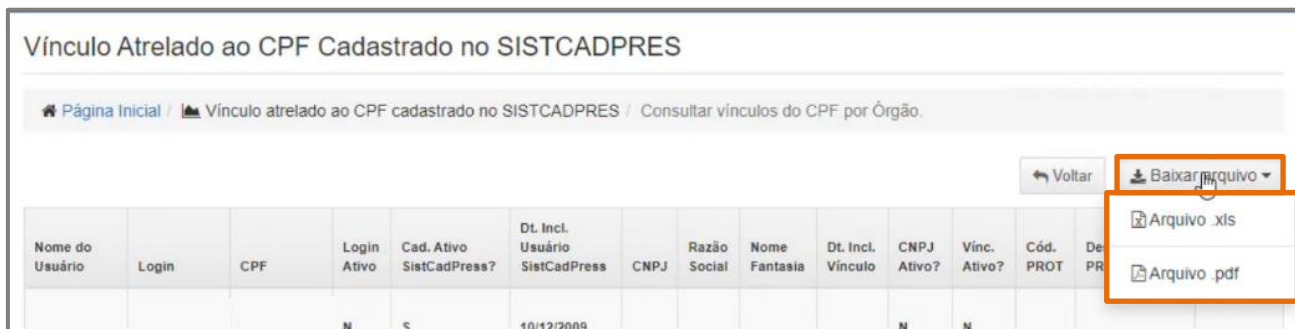 Vínculo Atrelado ao CPF Cadastrado no SISTCADPRES
Página Inicial / Vínculo atrelado ao CPF cadastrado no SISTCADPRES / Consultar vínculos do CPF por Órgão.
Voltar Baixar arquivo
Arquivo .xls
Arquivo .pdf
Nome do Usuário Login CPF Login Ativo Cad. Ativo SistCadPress? Dt. Incl. Usuário SistCadPress CNPJ Razão Social Nome Fantasia Dt. Incl. Vínculo CNPJ Ativo? Vínc. Ativo? Cód. PROT
N S 10/12/2009 N N